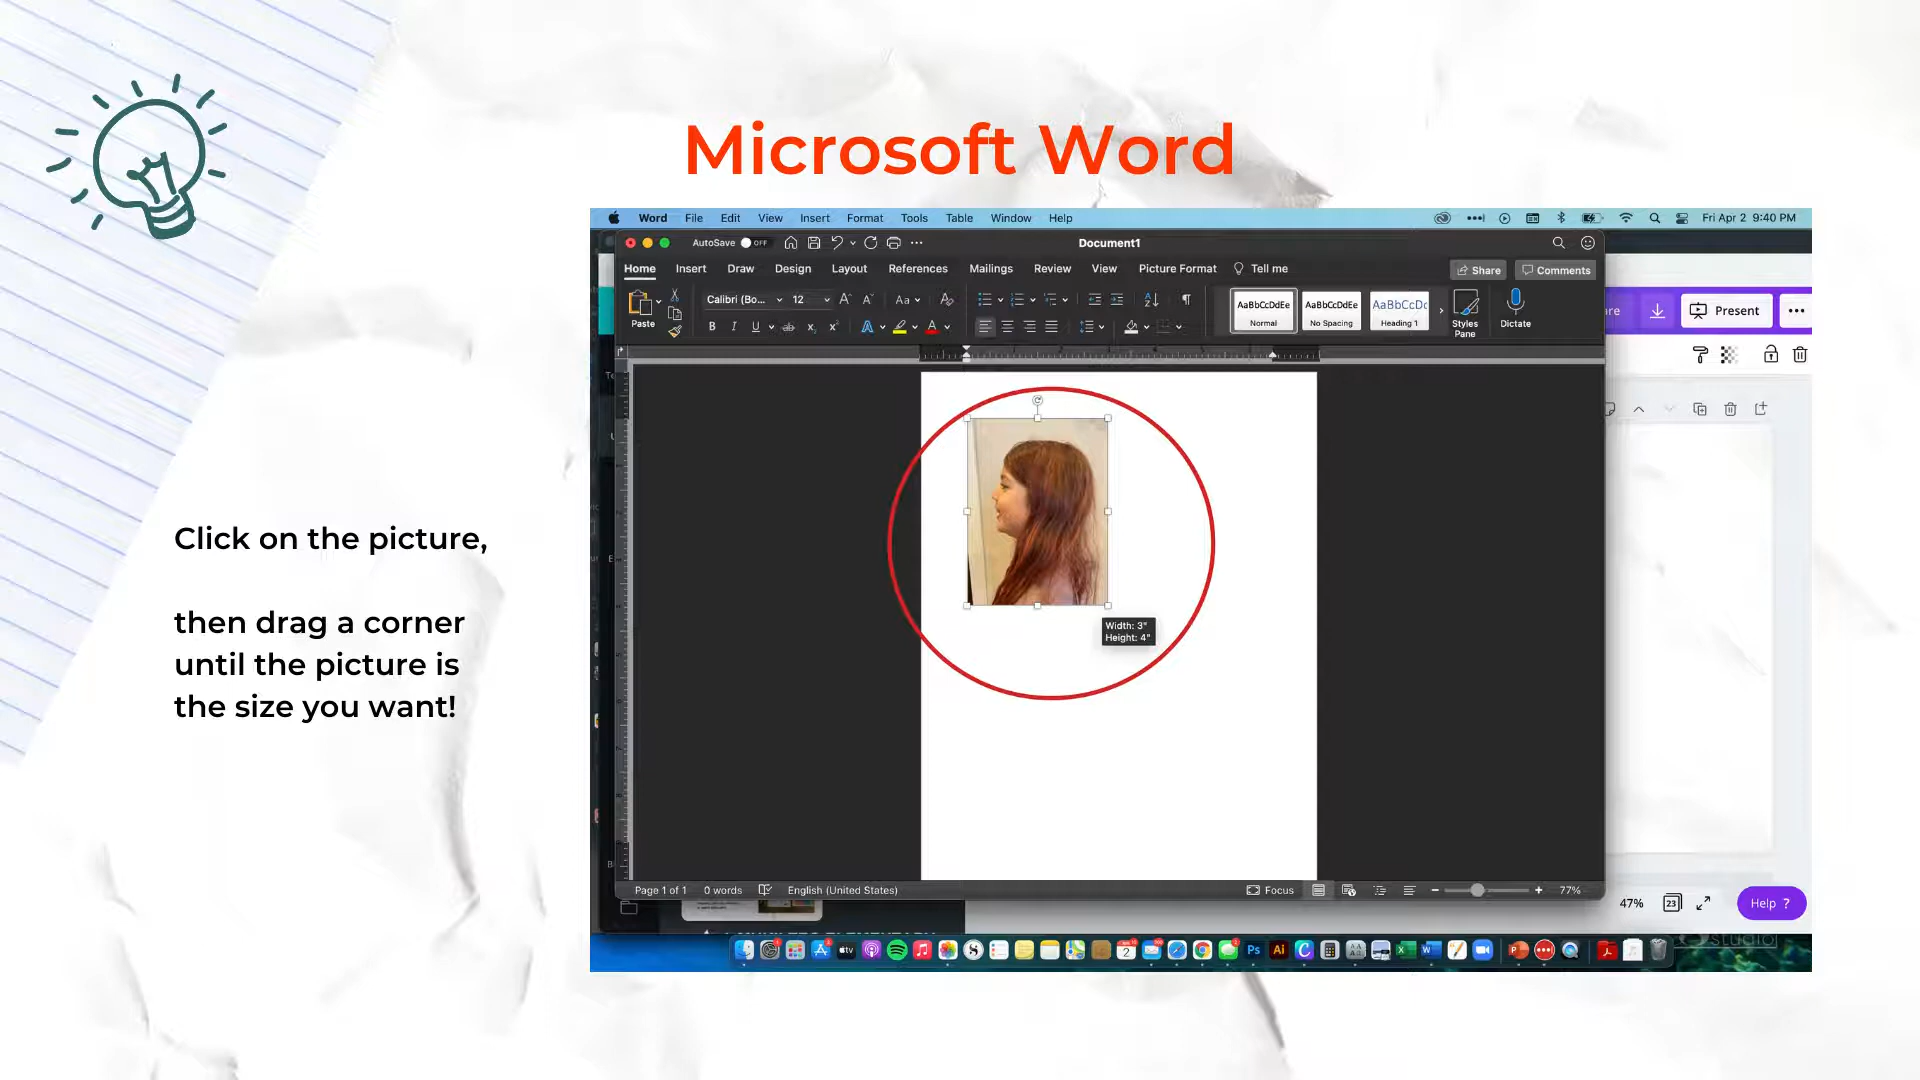 Microsoft Word
Click on the picture,
then drag a corner
until the picture is
the size you want!
Word File Edit View Insert Format Tools Table Window Help
Fri Apr 2 9:40 PM
AutoSave OFF
Document1
Home Insert Draw Design Layout References Mailings Review View Picture Format Tell me
Share Comments
Paste
Calibri (Bo... 12
AaBbCcDdEe
Normal
AaBbCcDdEe
No Spacing
AaBbCcDc
Heading 1
Styles
Pane
Dictate
Present
Width: 3"
Height: 4"
Page 1 of 1 0 words English (United States)
Focus
77%
47%
23
Help ?